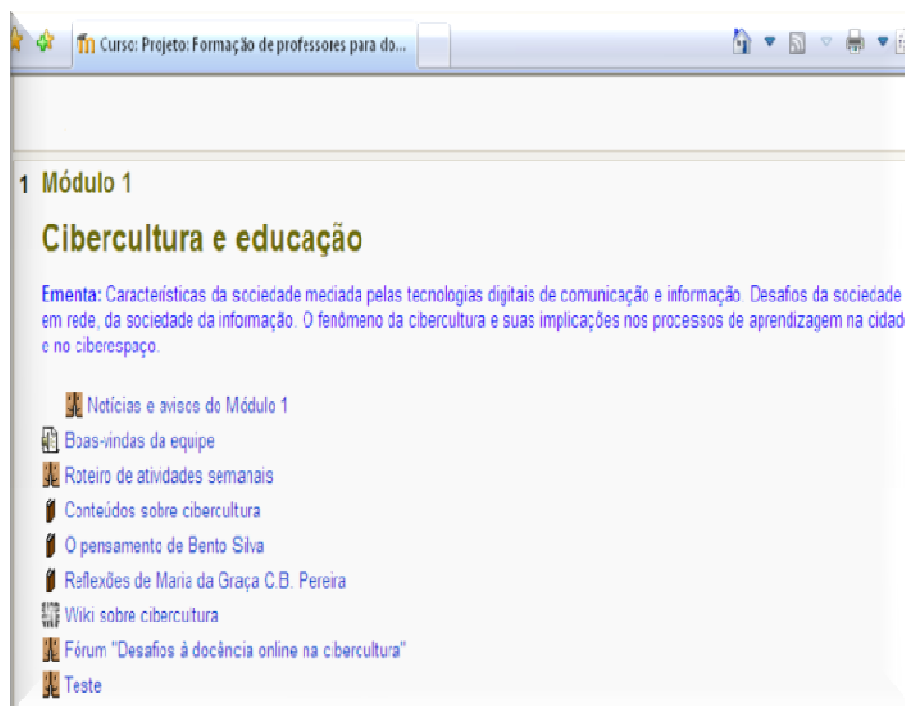 Curso: Projeto: Formação de professores para do...
1 Módulo 1
Cibercultura e educação
Ementa: Características da sociedade mediada pelas tecnologias digitais de comunicação e informação. Desafios da sociedade
em rede, da sociedade da informação. O fenômeno da cibercultura e suas implicações nos processos de aprendizagem na cidade
e no ciberespaço.
Notícias e avisos do Módulo 1
Boas-vindas da equipe
Roteiro de atividades semanais
Conteúdos sobre cibercultura
O pensamento de Bento Silva
Reflexões de Maria da Graça C.B. Pereira
Wiki sobre cibercultura
Fórum "Desafios à docência online na cibercultura"
Teste